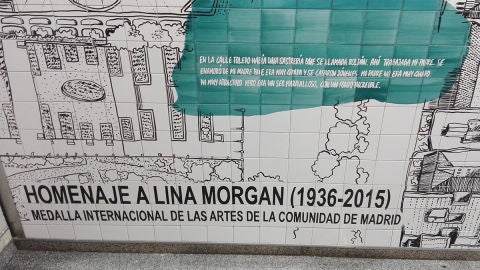 EN LA CALLE TOLEDO HABÍA UNA SASTRERÍA QUE SE LLAMABA ROLDÁN. AHÍ TRABAJABA MI PADRE. SE
ENAMORÓ DE MI MADRE QUE ERA MUY GUAPA Y SE CASARON JÓVENES. MI PADRE NO ERA MUY GUAPO
NI MUY ATRACTIVO PERO ERA UN SER MARAVILLOSO, CON UN FONDO INCREÍBLE.
HOMENAJE A LINA MORGAN (1936-2015)
MEDALLA INTERNACIONAL DE LAS ARTES DE LA COMUNIDAD DE MADRID